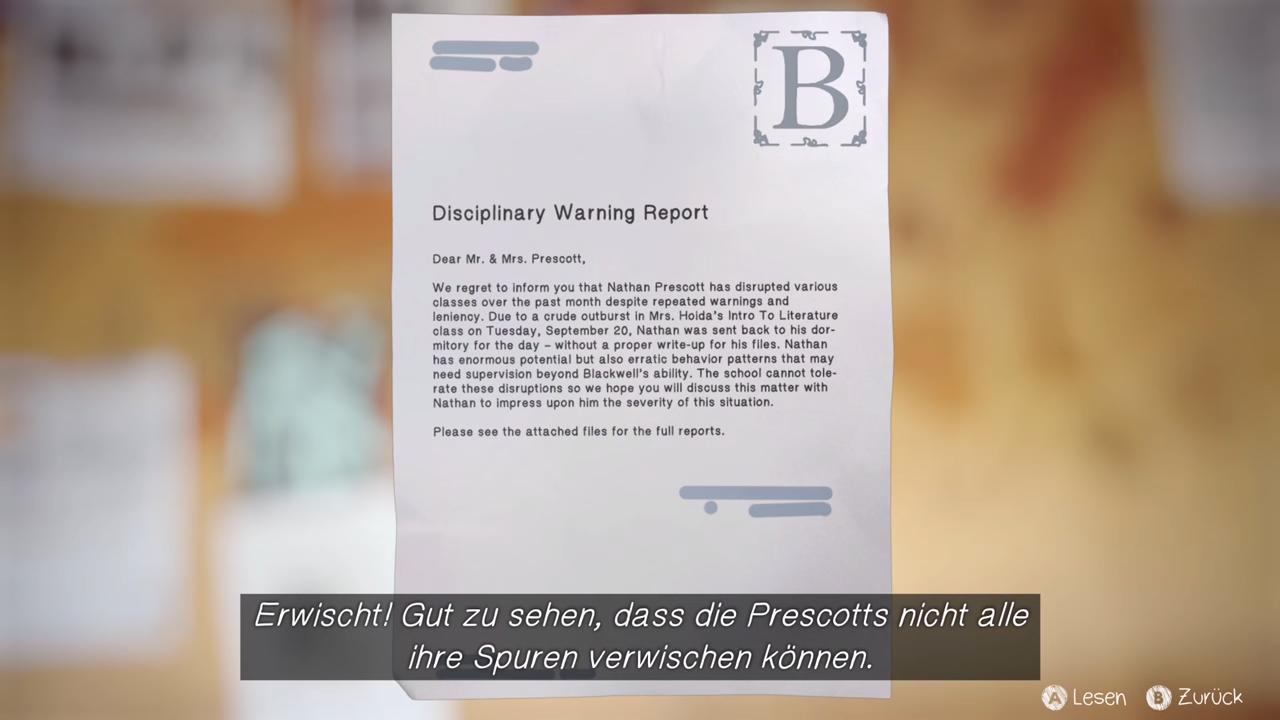 B
Disciplinary Warning Report
Dear Mr. & Mrs. Prescott,
We regret to inform you that Nathan Prescott has disrupted various
classes over the past month despite repeated warnings and
leniency. Due to a crude outburst in Mrs. Hoida's Intro To Literature
class on Tuesday, September 20, Nathan was sent back to his dor-
mitory for the day – without a proper write-up for his files. Nathan
has enormous potential but also erratic behavior patterns that may
need supervision beyond Blackwell's ability. The school cannot tole-
rate these disruptions so we hope you will discuss this matter with
Nathan to impress upon him the severity of this situation.
Please see the attached files for the full reports.
Erwischt! Gut zu sehen, dass die Prescotts nicht alle
ihre Spuren verwischen können.
A Lesen B Zurück